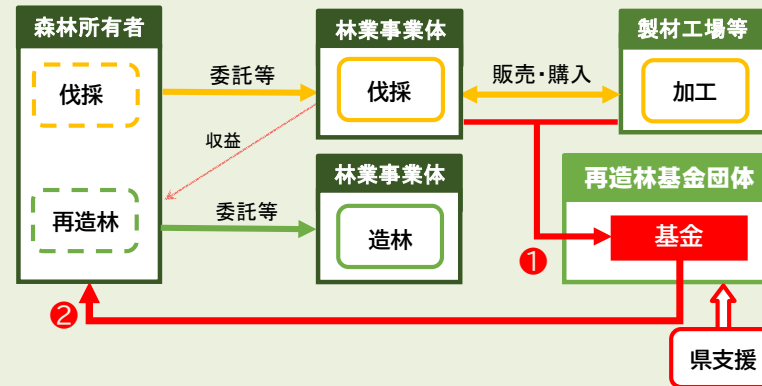 森林所有者
伐採
再造林
委託等
収益
委託等
林業事業体
伐採
林業事業体
造林
販売・購入
製材工場等
加工
再造林基金団体
基金
❶
❷
県支援